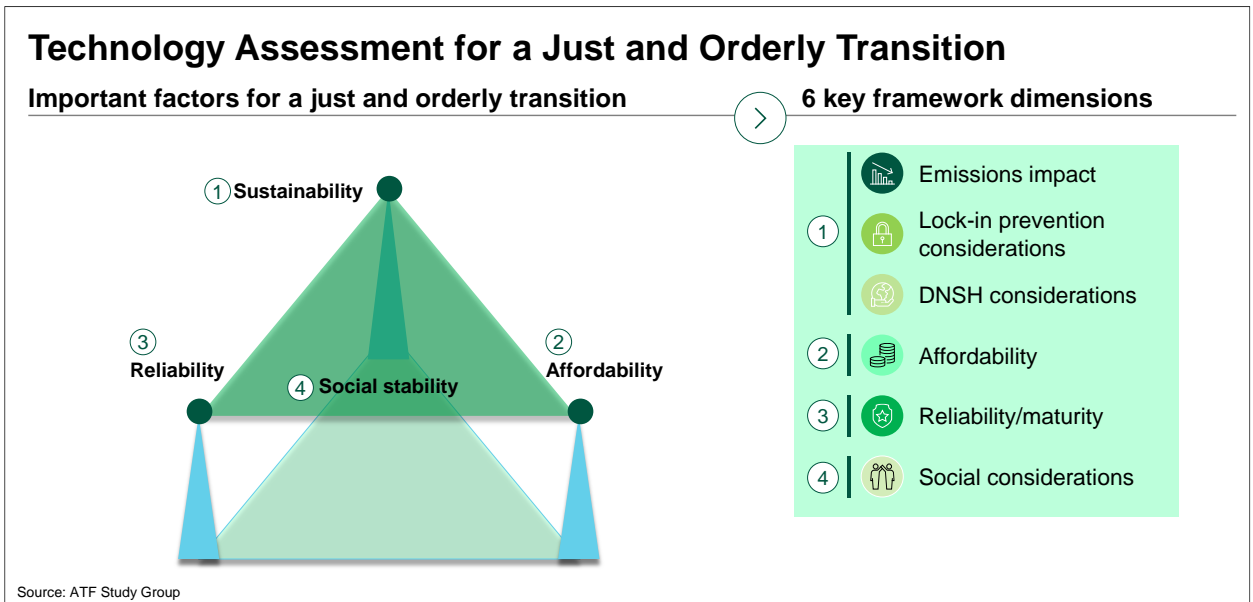 Technology Assessment for a Just and Orderly Transition
Important factors for a just and orderly transition
6 key framework dimensions
1 Sustainability
3
Reliability
2
Affordability
4 Social stability
1
Emissions impact
Lock-in prevention
considerations
DNSH considerations
2 Affordability
3 Reliability/maturity
4 Social considerations
Source: ATF Study Group